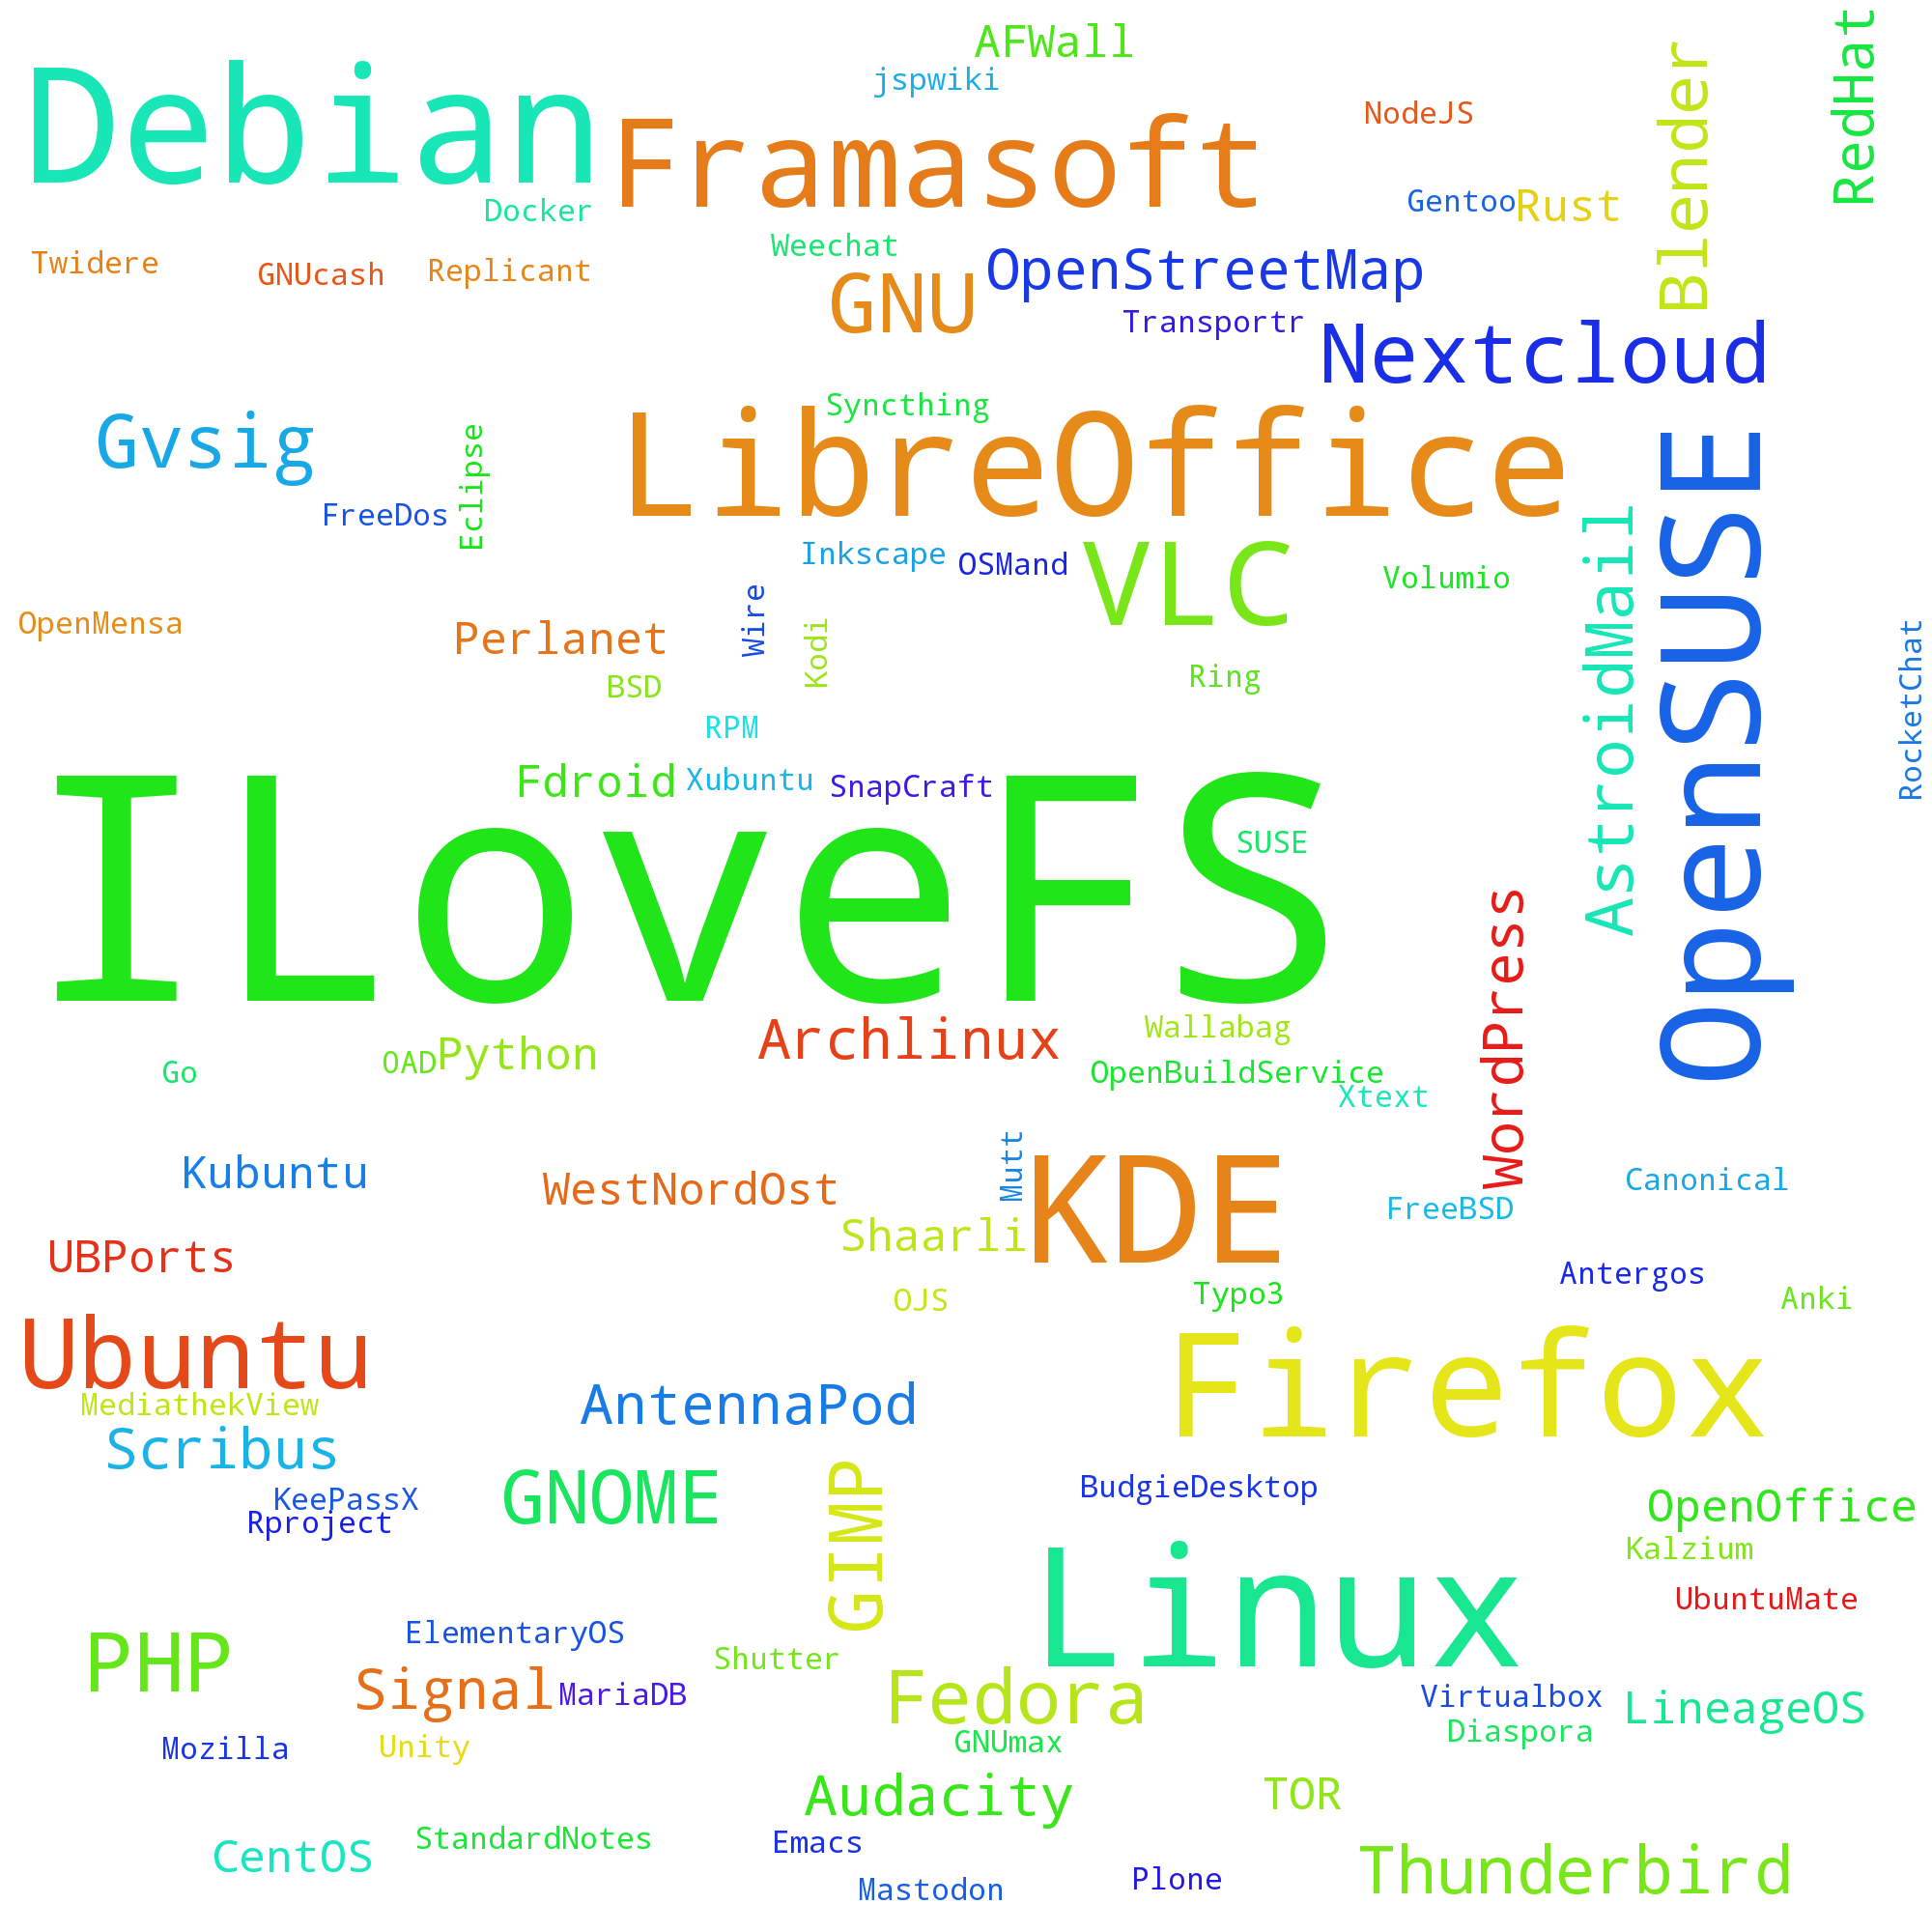 AFWall
RedHat
jspwiki
Blender
Debian
Framasoft
NodeJS
Docker
Gentoo
Rust
Twidere
GNUcash
Replicant
Weechat
GNU
OpenStreetMap
Transportr
Nextcloud
Gvsig
Eclipse
Syncthing
LibreOffice
FreeDos
Inkscape
OSMand
VLC
Volumio
AstroidMail
OpenSUSE
OpenMensa
Perlanet
Wire
Kodi
BSD
Ring
RocketChat
RPM
Fdroid
Xubuntu
SnapCraft
SUSE
ILoveFS
WordPress
Go
OAD
Python
Archlinux
Wallabag
OpenBuildService
Xtext
Kubuntu
WestNordOst
Mutt
KDE
Canonical
FreeBSD
Shaarli
UBPorts
Antergos
OJS
Typo3
Anki
Ubuntu
Firefox
MediathekView
AntennaPod
Scribus
KeePassX
Rproject
GNOME
GIMP
BudgieDesktop
OpenOffice
Kalzium
Linux
UbuntuMate
PHP
ElementaryOS
Shutter
Signal
MariaDB
Fedora
Virtualbox
LineageOS
Mozilla
Unity
GNUmax
Diaspora
Audacity
TOR
CentOS
StandardNotes
Emacs
Thunderbird
Mastodon
Plone